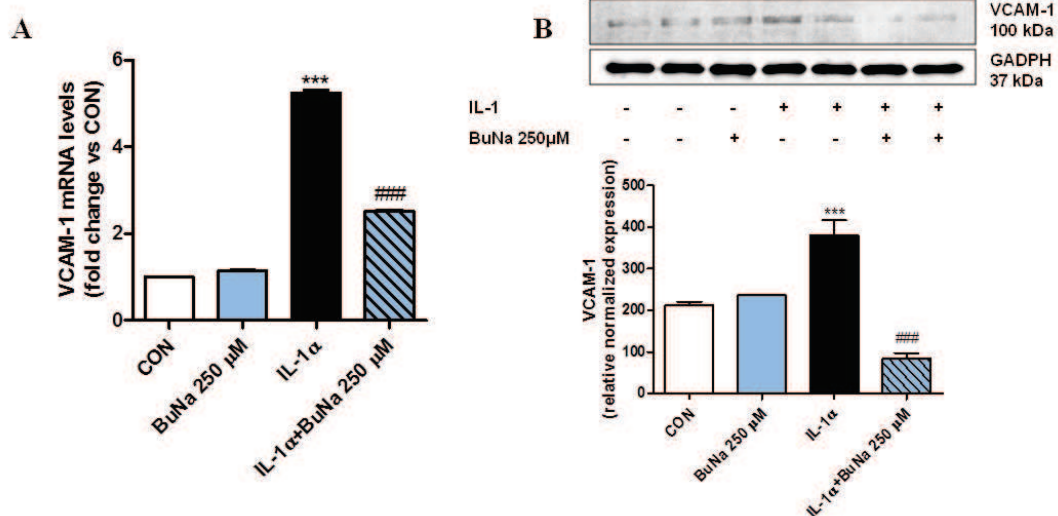 A
VCAM-1 mRNA levels
(fold change vs CON)
6
4
2
0
***
###
CON
BuNa 250 µM
IL-1α
IL-1α+BuNa 250 µM
B
VCAM-1
100 kDa
GADPH
37 kDa
IL-1 - - - + + + +
BuNa 250µM - - + - - + +
VCAM-1
(relative normalized expression)
500
400
300
200
100
0
***
###
CON
BuNa 250 µM
IL-1α
IL-1α+BuNa 250 µM